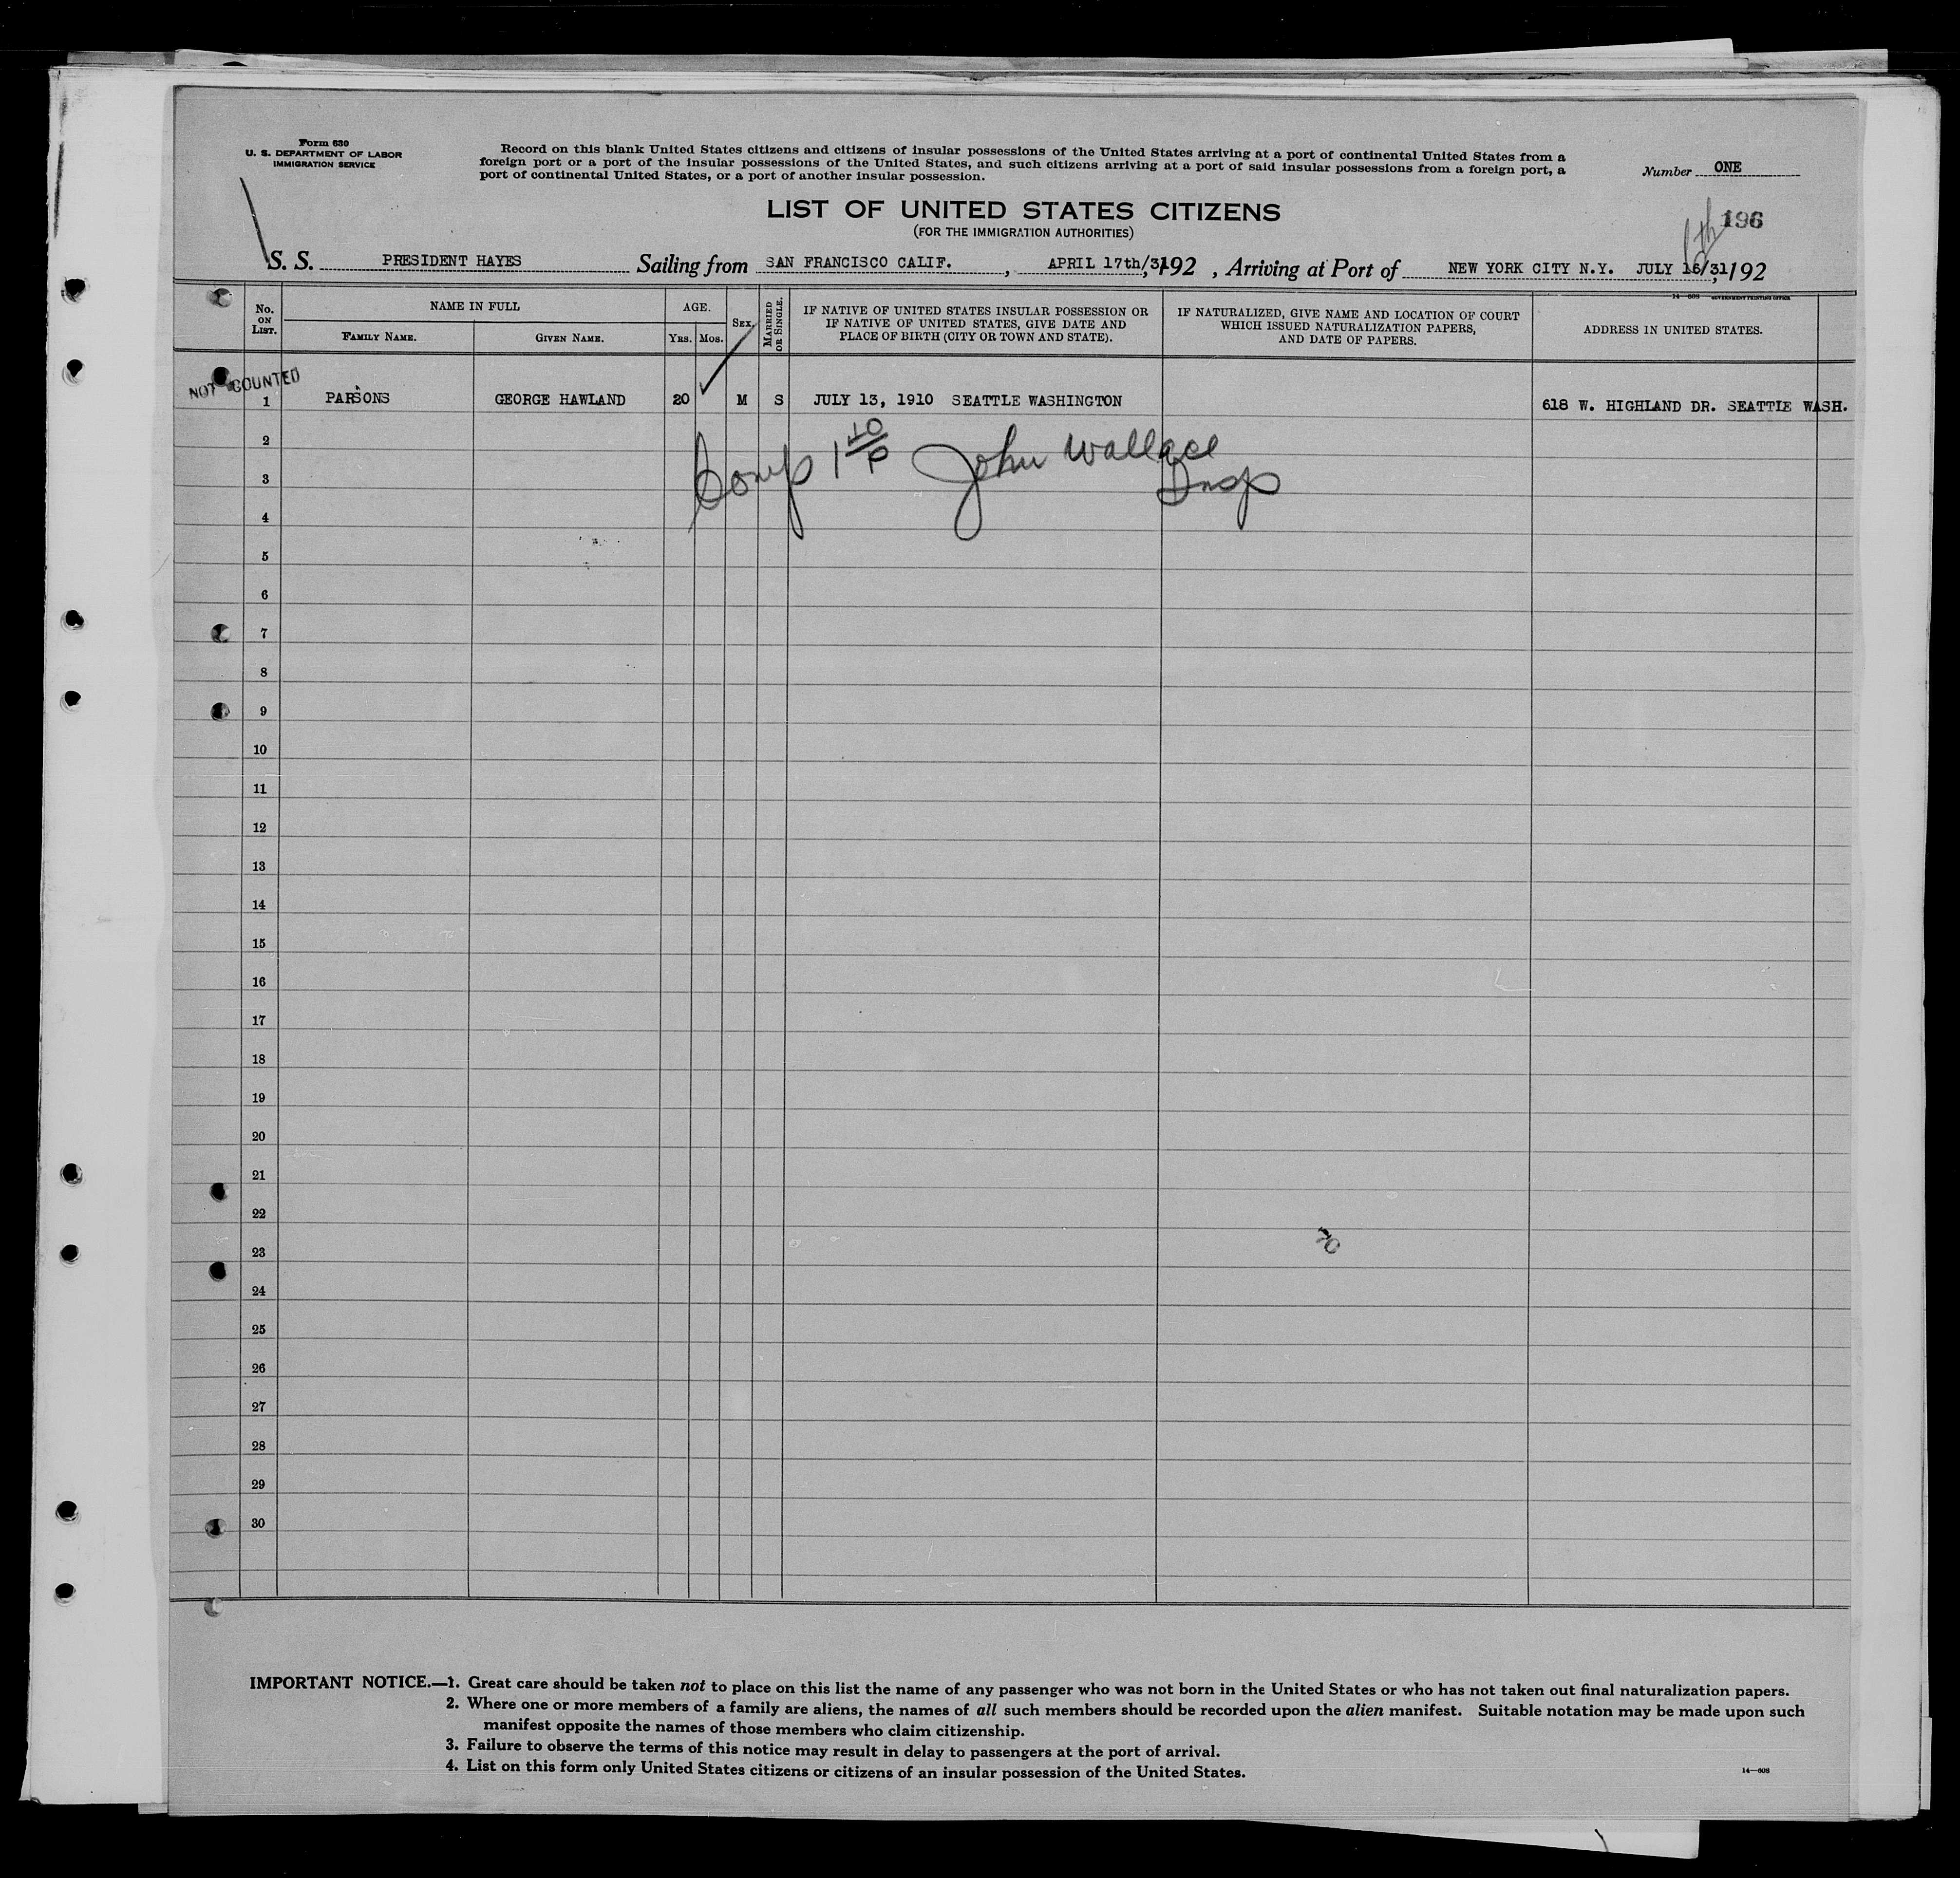 Form 630
U. S. DEPARTMENT OF LABOR
IMMIGRATION SERVICE
Record on this blank United States citizens and citizens of insular possessions of the United States arriving at a port of continental United States from a
foreign port or a port of the insular possessions of the United States, and such citizens arriving at a port of said insular possessions from a foreign port, a
port of continental United States, or a port of another insular possession.
Number ONE
LIST OF UNITED STATES CITIZENS
(FOR THE IMMIGRATION AUTHORITIES)
196
S. S. PRESIDENT HAYES Sailing from SAN FRANCISCO CALIF. , APRIL 17th/31, 192 , Arriving at Port of NEW YORK CITY N.Y. JULY 16/31, 192
14—608 GOVERNMENT PRINTING OFFICE
No. ON LIST.
NAME IN FULL
FAMILY NAME.
GIVEN NAME.
AGE.
YRS. MOS.
SEX.
MARRIED OR SINGLE.
IF NATIVE OF UNITED STATES INSULAR POSSESSION OR
IF NATIVE OF UNITED STATES, GIVE DATE AND
PLACE OF BIRTH (CITY OR TOWN AND STATE).
IF NATURALIZED, GIVE NAME AND LOCATION OF COURT
WHICH ISSUED NATURALIZATION PAPERS,
AND DATE OF PAPERS.
ADDRESS IN UNITED STATES.
NOT COUNTED
1 PARSONS GEORGE HAWLAND 20 M S JULY 13, 1910 SEATTLE WASHINGTON 618 W. HIGHLAND DR. SEATTLE WASH.
2
Comp 1 John Wallace
3
Insp
4
5
6
7
8
9
10
11
12
13
14
15
16
17
18
19
20
21
22
23
24
25
26
27
28
29
30
IMPORTANT NOTICE.—1. Great care should be taken not to place on this list the name of any passenger who was not born in the United States or who has not taken out final naturalization papers.
2. Where one or more members of a family are aliens, the names of all such members should be recorded upon the alien manifest. Suitable notation may be made upon such
manifest opposite the names of those members who claim citizenship.
3. Failure to observe the terms of this notice may result in delay to passengers at the port of arrival.
4. List on this form only United States citizens or citizens of an insular possession of the United States.
14—608